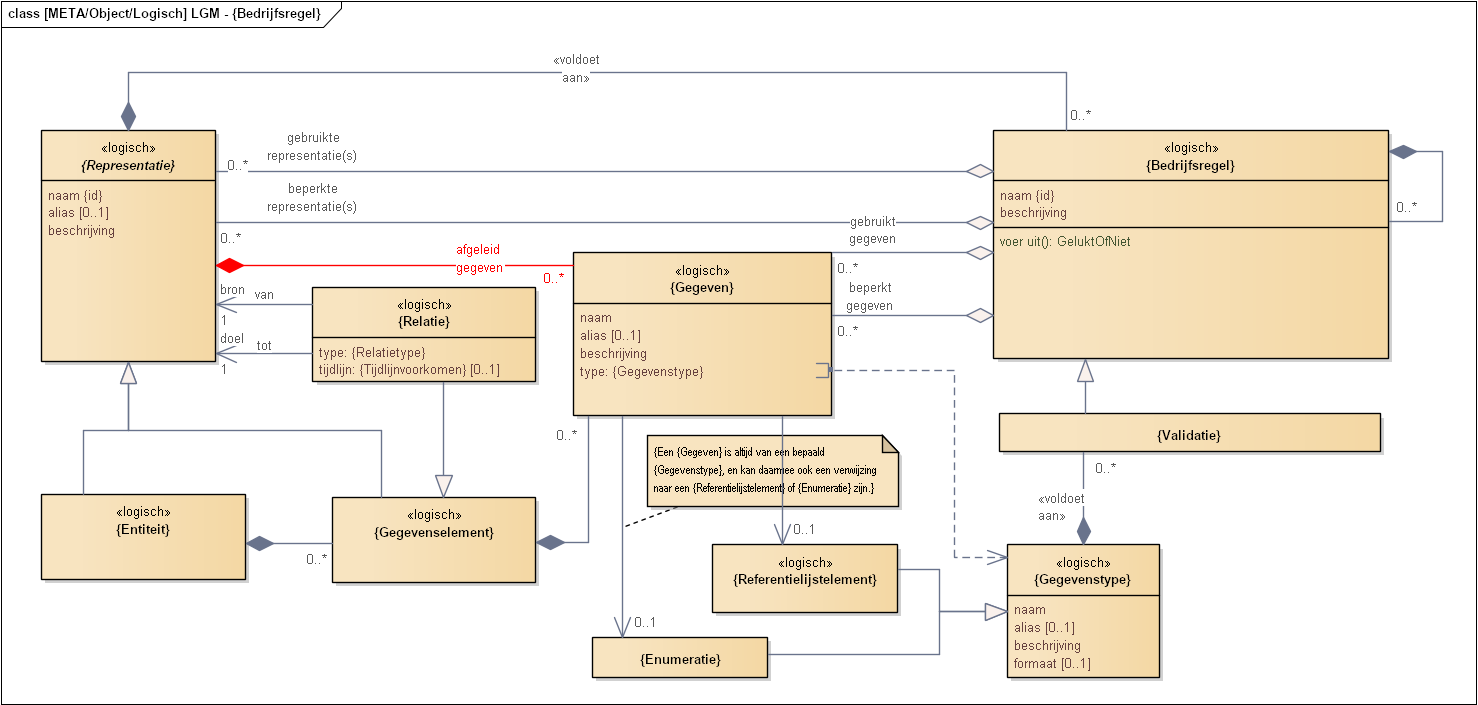 class [META/Object/Logisch] LGM - {Bedrijfsregel}
«voldoet
aan»
0..*
«logisch»
{Representatie}
naam {id}
alias [0..1]
beschrijving
gebruikte
representatie(s)
0..*
beperkte
representatie(s)
0..*
«logisch»
{Bedrijfsregel}
naam {id}
beschrijving
voer uit(): GeluktOfNiet
0..*
gebruikt
gegeven
0..*
beperkt
gegeven
0..*
afgeleid
gegeven
0..*
«logisch»
{Gegeven}
naam
alias [0..1]
beschrijving
type: {Gegevenstype}
bron
van
1
doel
tot
1
«logisch»
{Relatie}
type: {Relatietype}
tijdlijn: {Tijdlijnvoorkomen} [0..1]
{Validatie}
0..*
«voldoet
aan»
0..*
{Een {Gegeven} is altijd van een bepaald
{Gegevenstype}, en kan daarmee ook een verwijzing
naar een {Referentielijstelement} of {Enumeratie} zijn.}
«logisch»
{Entiteit}
0..*
«logisch»
{Gegevenselement}
0..1
«logisch»
{Referentielijstelement}
«logisch»
{Gegevenstype}
naam
alias [0..1]
beschrijving
formaat [0..1]
0..1
{Enumeratie}